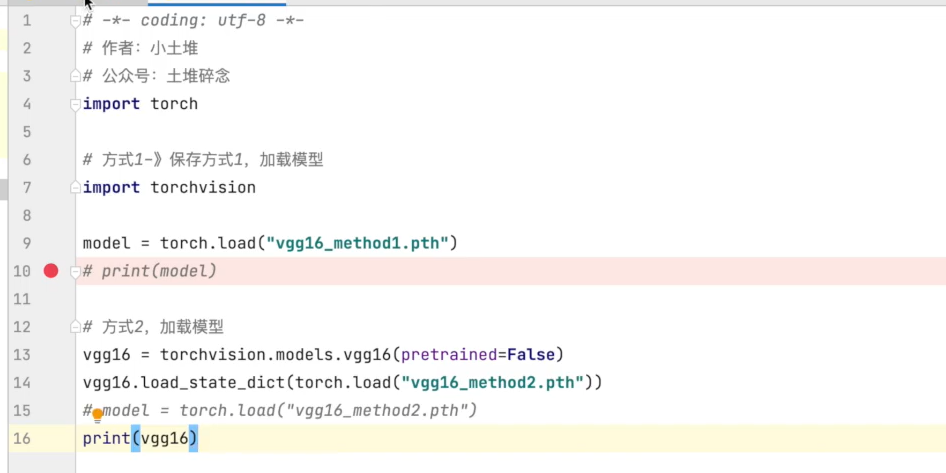 1 # -*- coding: utf-8 -*-
2 # 作者：小土堆
3 # 公众号：土堆碎念
4 import torch
5
6 # 方式1-》保存方式1，加载模型
7 import torchvision
8
9 model = torch.load("vgg16_method1.pth")
10 # print(model)
11
12 # 方式2，加载模型
13 vgg16 = torchvision.models.vgg16(pretrained=False)
14 vgg16.load_state_dict(torch.load("vgg16_method2.pth"))
15 # model = torch.load("vgg16_method2.pth")
16 print(vgg16)